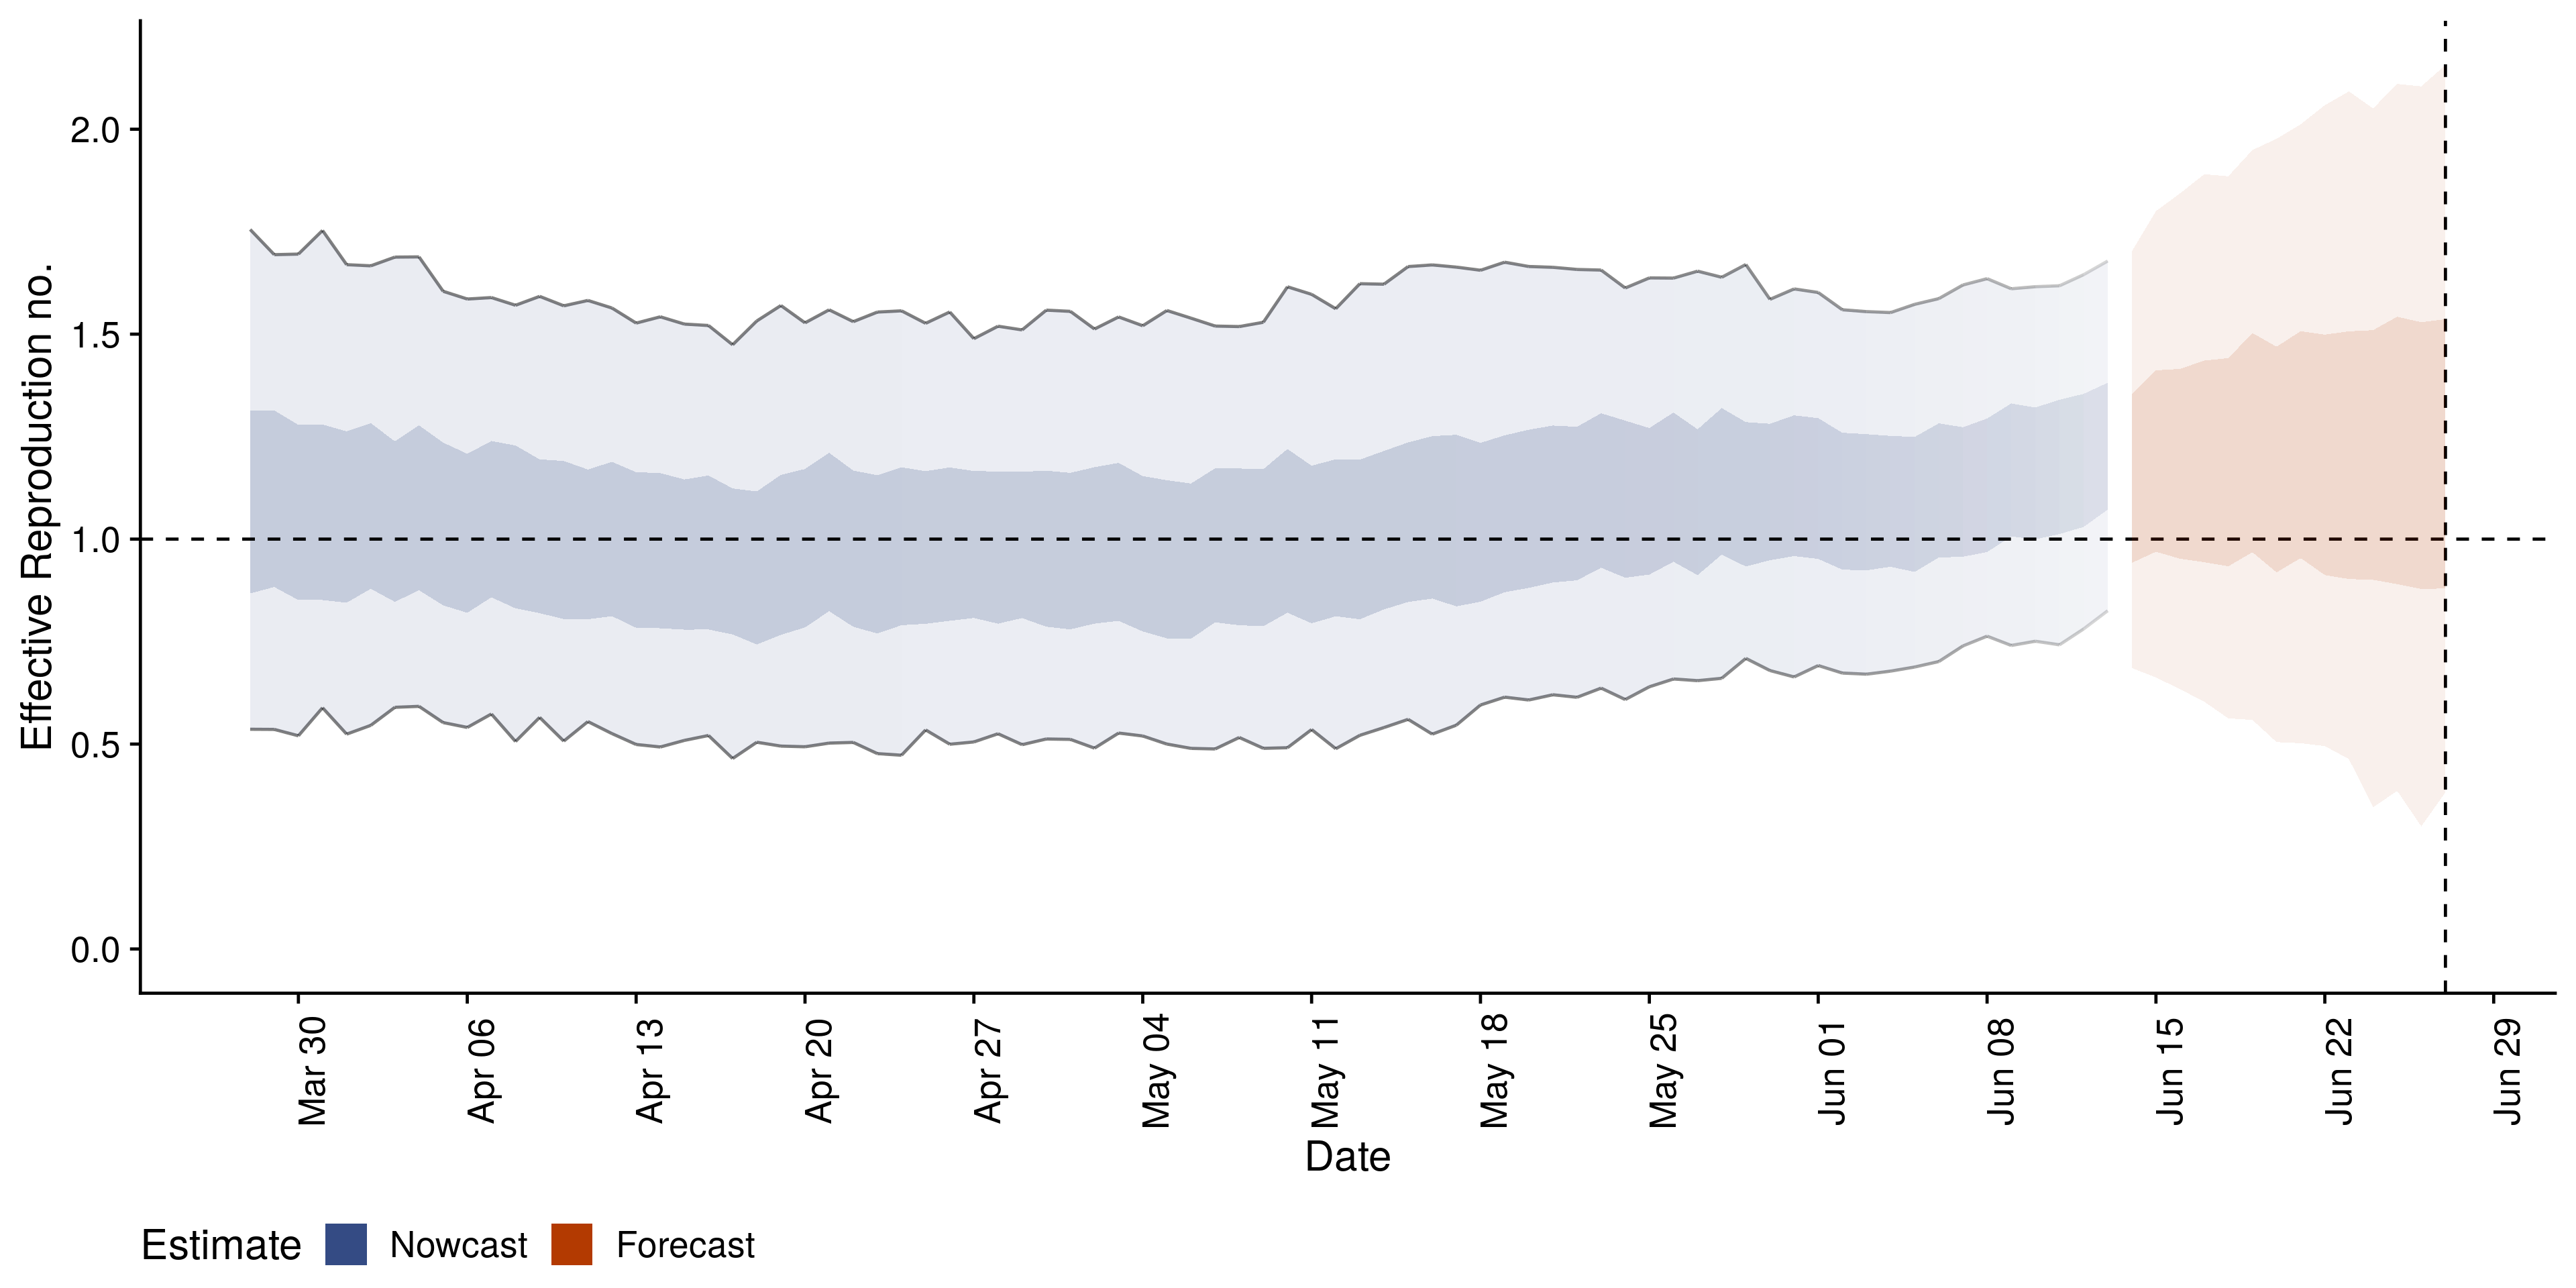 Effective Reproduction no.
2.0
1.5
1.0
0.5
0.0
Mar 30
Apr 06
Apr 13
Apr 20
Apr 27
May 04
May 11
May 18
May 25
Jun 01
Jun 08
Jun 15
Jun 22
Jun 29
Date
Estimate Nowcast Forecast